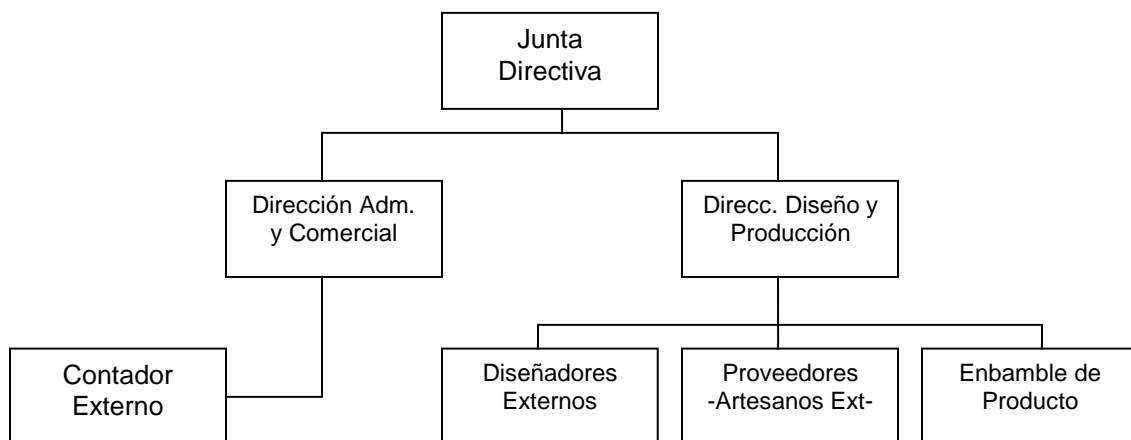 Junta
Directiva
Dirección Adm.
y Comercial
Direcc. Diseño y
Producción
Contador
Externo
Diseñadores
Externos
Proveedores
-Artesanos Ext-
Enbamble de
Producto